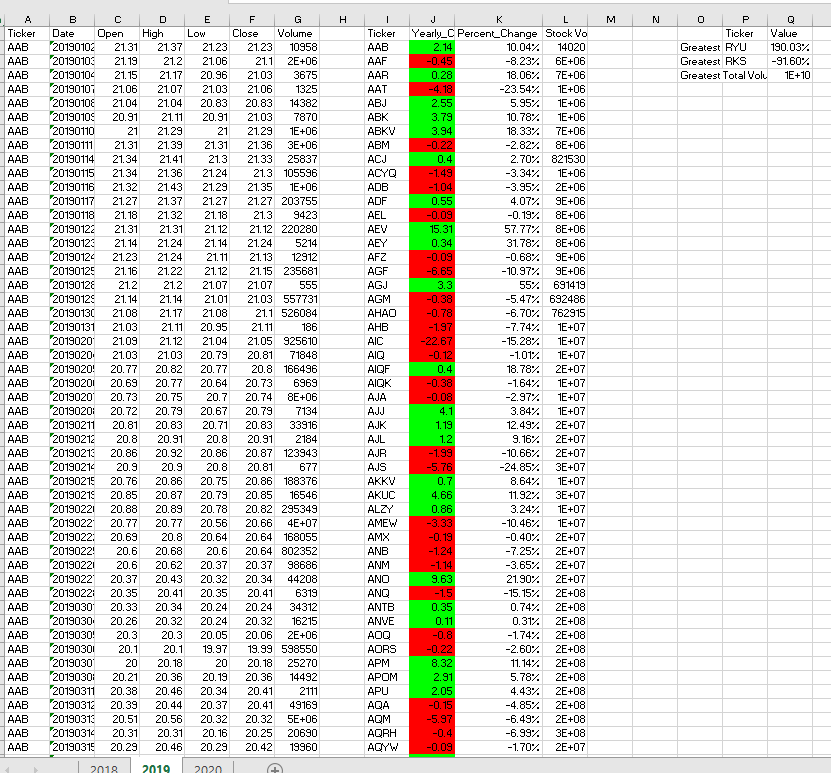 A B C D E F G H I J K L M N O P Q
Ticker Date Open High Low Close Volume Ticker Yearly_C Percent_Change Stock Vo Ticker Value
AAB 20190102 21.31 21.37 21.23 21.23 10958 AAB 2.14 10.04% 14020 Greatest RYU 190.03%
AAB 20190103 21.19 21.2 21.06 21.1 2E+06 AAF -0.45 -8.23% 6E+06 Greatest RKS -91.60%
AAB 20190104 21.15 21.17 20.96 21.03 3675 AAR 0.28 18.06% 7E+06 Greatest Total Volu 1E+10
AAB 20190107 21.06 21.07 21.03 21.06 1325 AAT -4.18 -23.54% 1E+06
AAB 20190108 21.04 21.04 20.83 20.83 14382 ABJ 2.55 5.95% 1E+06
AAB 20190109 20.91 21.11 20.91 21.03 7870 ABK 3.79 10.78% 1E+06
AAB 20190110 21 21.29 21 21.29 1E+06 ABKV 3.94 18.33% 7E+06
AAB 20190111 21.31 21.39 21.31 21.36 3E+06 ABM -0.22 -2.82% 8E+06
AAB 20190114 21.34 21.41 21.3 21.33 25837 ACJ 0.4 2.70% 821530
AAB 20190115 21.34 21.36 21.24 21.3 105596 ACYQ -1.49 -3.34% 1E+06
AAB 20190116 21.32 21.43 21.29 21.35 1E+06 ADB -1.04 -3.95% 2E+06
AAB 20190117 21.27 21.37 21.27 21.27 203755 ADF 0.55 4.07% 9E+06
AAB 20190118 21.18 21.32 21.18 21.3 9423 AEL -0.09 -0.19% 8E+06
AAB 20190122 21.31 21.31 21.12 21.12 220280 AEV 15.31 57.77% 8E+06
AAB 20190123 21.14 21.24 21.14 21.24 5214 AEY 0.34 31.78% 8E+06
AAB 20190124 21.23 21.24 21.11 21.13 12912 AFZ -0.09 -0.68% 9E+06
AAB 20190125 21.16 21.22 21.12 21.15 235681 AGF -6.65 -10.97% 9E+06
AAB 20190128 21.2 21.2 21.07 21.07 555 AGJ 3.3 55% 691419
AAB 20190129 21.14 21.14 21.01 21.03 557731 AGM -0.38 -5.47% 692486
AAB 20190130 21.08 21.17 21.08 21.1 526084 AHAO -0.78 -6.70% 762915
AAB 20190131 21.03 21.11 20.95 21.11 186 AHB -1.97 -7.74% 1E+07
AAB 2019020 21.09 21.12 21.04 21.05 925610 AIC -22.67 -15.28% 1E+07
AAB 2019020 21.03 21.03 20.79 20.81 71848 AIQ -0.12 -1.01% 1E+07
AAB 2019020 20.77 20.82 20.77 20.8 166496 AIQF 0.4 18.78% 2E+07
AAB 2019020 20.69 20.77 20.64 20.73 6969 AIQK -0.36 -1.64% 1E+07
AAB 2019020 20.73 20.75 20.7 20.74 8E+06 AJA -0.08 -2.97% 1E+07
AAB 2019020 20.72 20.79 20.67 20.79 7134 AJJ 4.1 3.84% 1E+07
AAB 20190211 20.81 20.83 20.71 20.83 33916 AJK 1.19 12.49% 2E+07
AAB 20190212 20.8 20.91 20.8 20.91 2184 AJL 1.2 9.16% 2E+07
AAB 20190213 20.86 20.92 20.86 20.87 123943 AJR -1.99 -10.66% 2E+07
AAB 20190214 20.9 20.9 20.8 20.81 677 AJS -5.76 -24.85% 3E+07
AAB 20190215 20.76 20.86 20.75 20.86 188376 AKKV 0.7 8.64% 1E+07
AAB 20190219 20.85 20.87 20.79 20.85 16546 AKUC 4.66 11.92% 3E+07
AAB 2019022 20.88 20.89 20.78 20.82 295349 ALZY 0.86 3.24% 1E+07
AAB 2019022 20.77 20.77 20.56 20.66 4E+07 AMEW -3.33 -10.46% 1E+07
AAB 2019022 20.69 20.8 20.64 20.64 168055 AMX -0.19 -0.40% 2E+07
AAB 2019022 20.6 20.68 20.6 20.64 802352 ANB -1.24 -7.25% 2E+07
AAB 2019022 20.6 20.62 20.37 20.37 98686 ANM -1.14 -3.65% 2E+07
AAB 2019022 20.37 20.43 20.32 20.34 44208 ANO 9.63 21.90% 2E+07
AAB 2019022 20.35 20.41 20.35 20.41 6319 ANQ -1.5 -15.15% 2E+08
AAB 2019030 20.33 20.34 20.24 20.24 34312 ANTB 0.35 0.74% 2E+08
AAB 2019030 20.26 20.32 20.24 20.32 16215 ANVE 0.11 0.31% 2E+08
AAB 2019030 20.3 20.3 20.05 20.06 2E+06 AOQ -0.8 -1.74% 2E+08
AAB 2019030 20.1 20.1 19.97 19.99 598550 AORS -0.22 -2.60% 2E+08
AAB 2019030 20 20.18 20 20.18 25270 APM 8.32 11.14% 2E+08
AAB 2019030 20.21 20.36 20.19 20.36 14492 APOM 2.91 5.78% 2E+08
AAB 20190311 20.38 20.46 20.34 20.41 2111 APU 2.05 4.43% 2E+08
AAB 20190312 20.39 20.44 20.37 20.41 49169 AQA -0.15 -4.85% 2E+08
AAB 20190313 20.51 20.56 20.32 20.32 5E+06 AQM -5.97 -6.49% 2E+08
AAB 20190314 20.31 20.31 20.16 20.25 20690 AQRH -0.4 -6.99% 3E+08
AAB 20190315 20.29 20.46 20.29 20.42 19960 AQYW -0.09 -1.70% 2E+07
2018 2019 2020